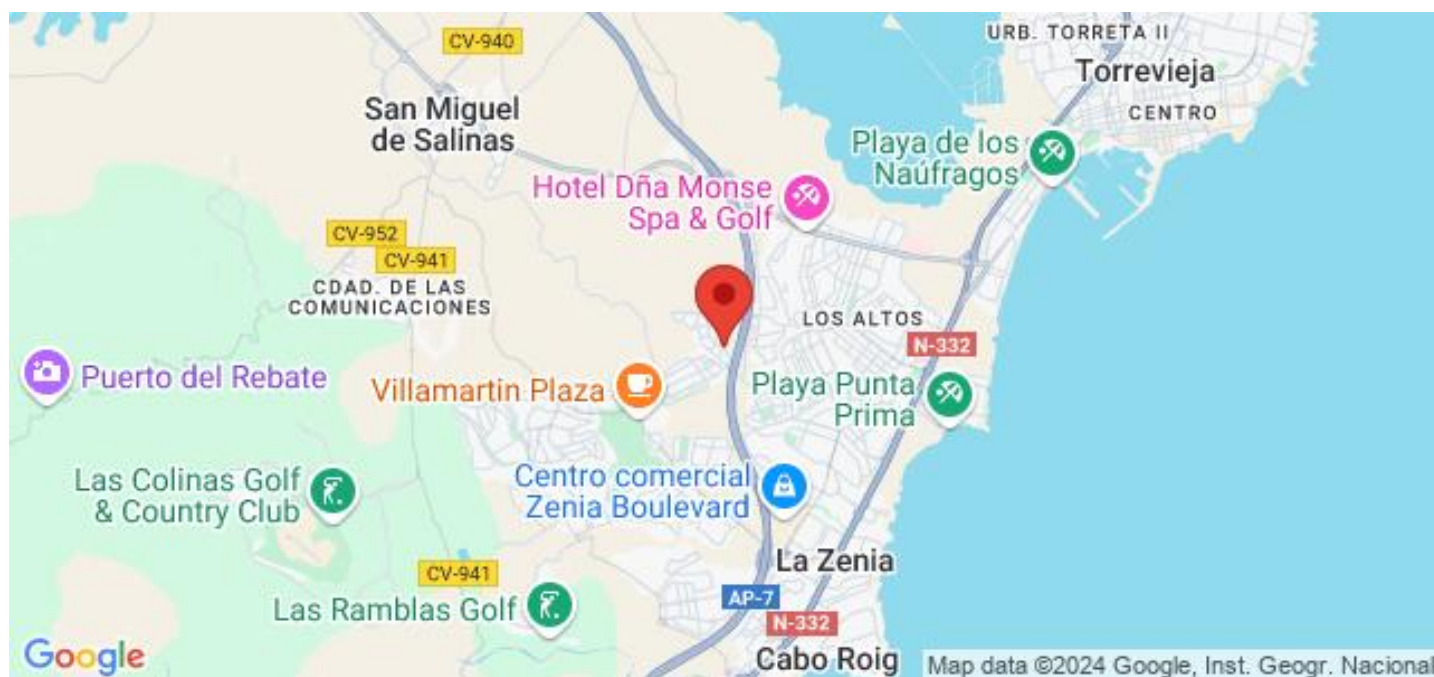 CV-940
URB. TORRETA II
Torrevieja
San Miguel
de Salinas
CENTRO
Playa de los
Naúfragos
Hotel Dña Monse
Spa & Golf
CV-952
CV-941
CDAD. DE LAS
COMUNICACIONES
LOS ALTOS
N-332
Puerto del Rebate
Villamartin Plaza
Playa Punta
Prima
Las Colinas Golf
& Country Club
Centro comercial
Zenia Boulevard
La Zenia
CV-941
Las Ramblas Golf
AP-7
N-332
Cabo Roig
Google
Map data ©2024 Google, Inst. Geogr. Nacional